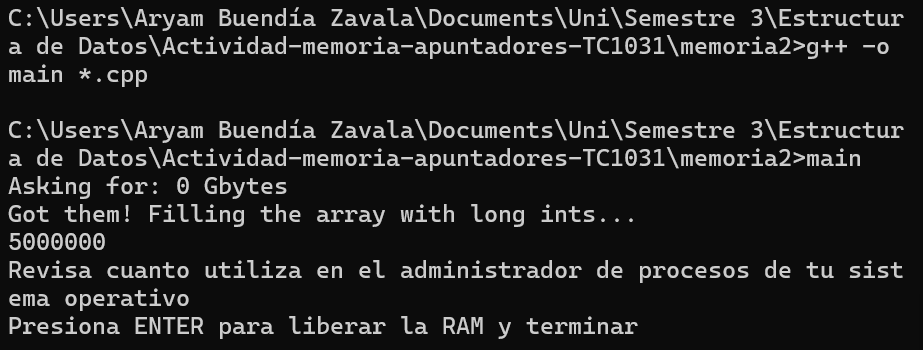 C:\Users\Aryam Buendía Zavala\Documents\Uni\Semestre 3\Estructur
a de Datos\Actividad-memoria-apuntadores-TC1031\memoria2>g++ -o
main *.cpp
C:\Users\Aryam Buendía Zavala\Documents\Uni\Semestre 3\Estructur
a de Datos\Actividad-memoria-apuntadores-TC1031\memoria2>main
Asking for: 0 Gbytes
Got them! Filling the array with long ints...
5000000
Revisa cuanto utiliza en el administrador de procesos de tu sist
ema operativo
Presiona ENTER para liberar la RAM y terminar